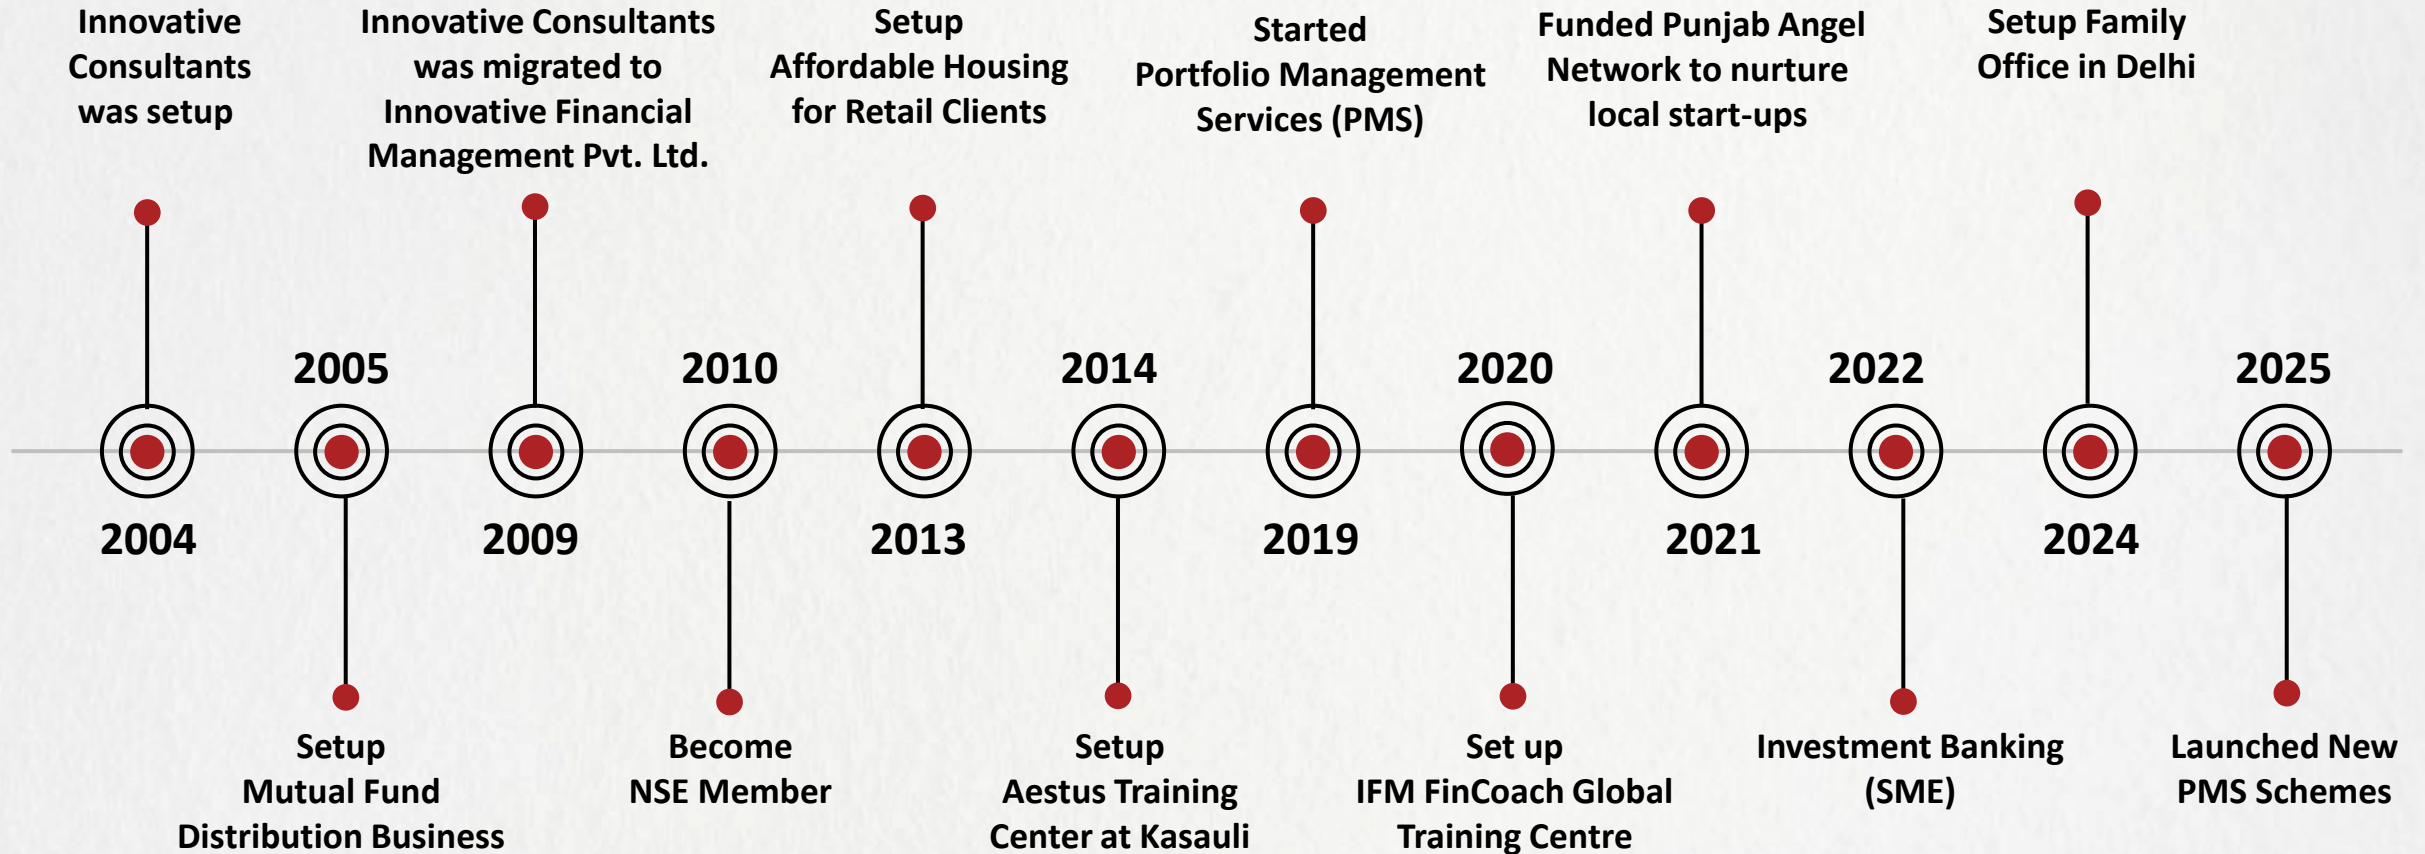 Innovative
Consultants
was setup
Innovative Consultants
was migrated to
Innovative Financial
Management Pvt. Ltd.
Setup
Affordable Housing
for Retail Clients
Started
Portfolio Management
Services (PMS)
Funded Punjab Angel
Network to nurture
local start-ups
Setup Family
Office in Delhi
2005
2010
2014
2020
2022
2025
2004
2009
2013
2019
2021
2024
Setup
Mutual Fund
Distribution Business
Become
NSE Member
Setup
Aestus Training
Center at Kasauli
Set up
IFM FinCoach Global
Training Centre
Investment Banking
(SME)
Launched New
PMS Schemes